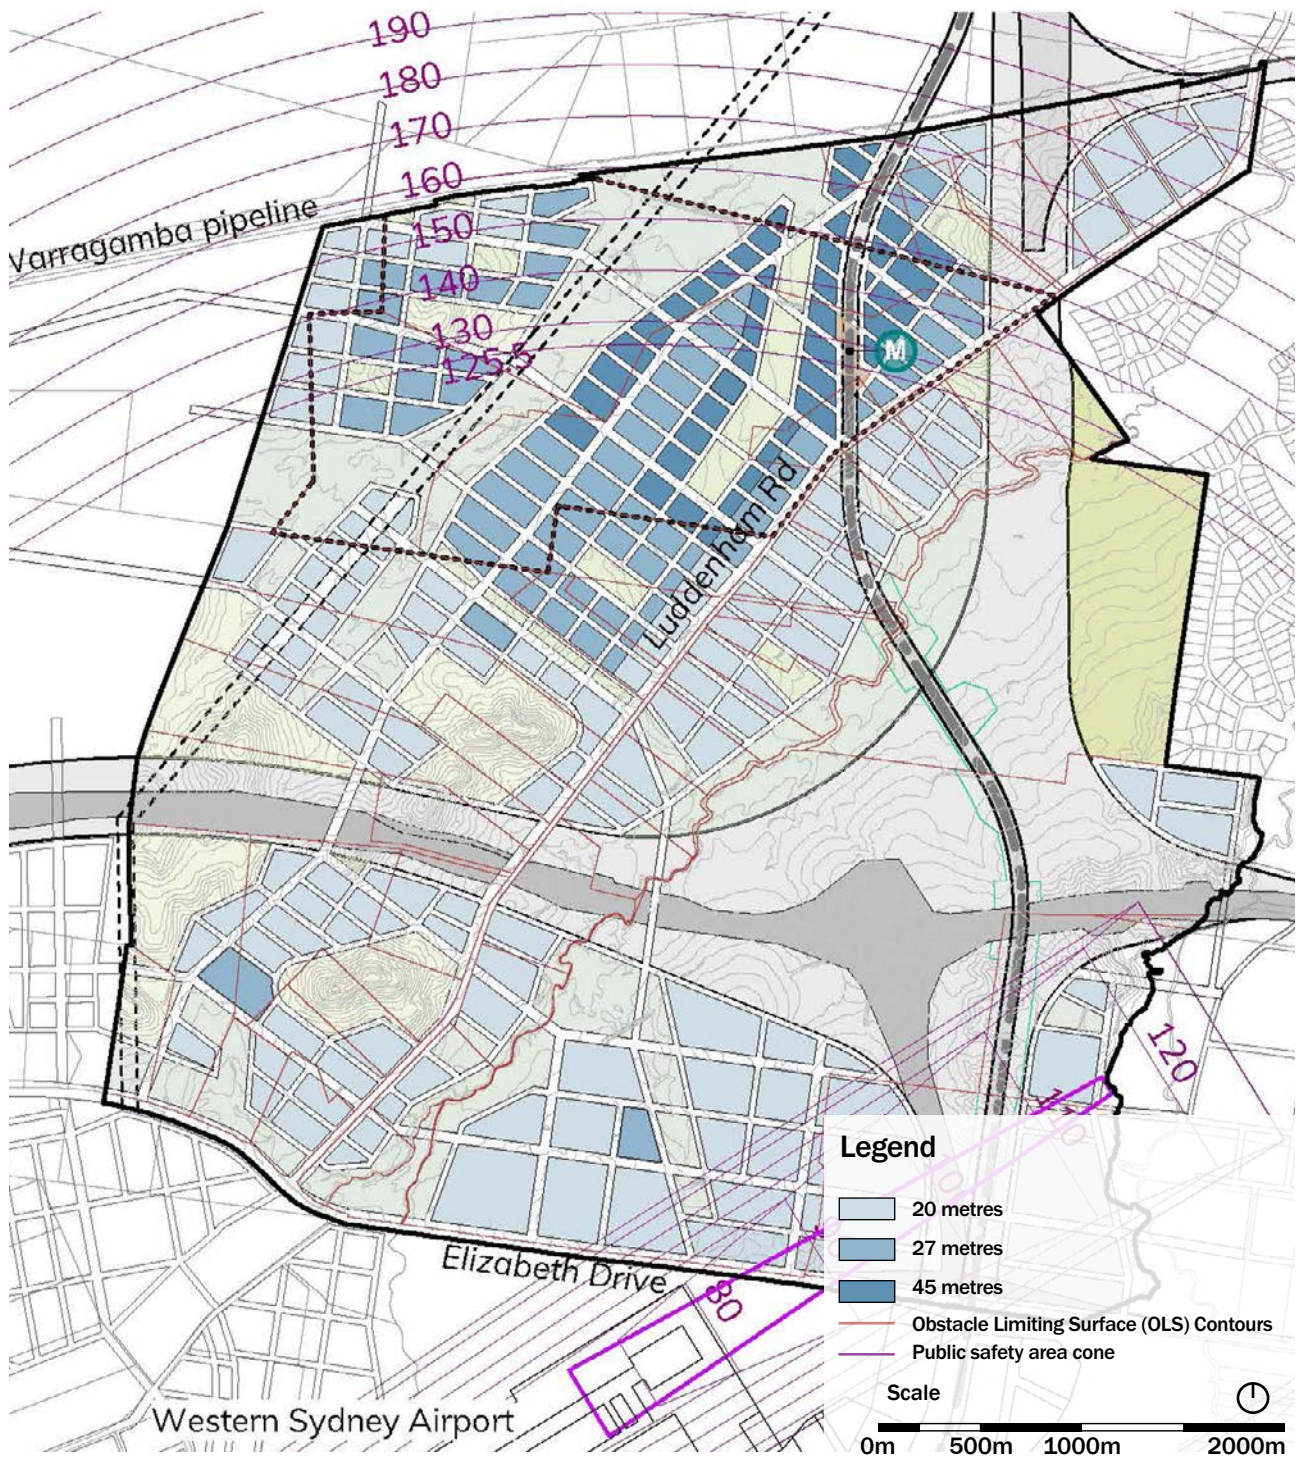 190
180
170
160
Warragamba pipeline
150
140
130
125.5
M
Luddenham Rd
120
110
Legend
20 metres
27 metres
45 metres
Obstacle Limiting Surface (OLS) Contours
Public safety area cone
Elizabeth Drive
80
Western Sydney Airport
Scale
0m 500m 1000m 2000m